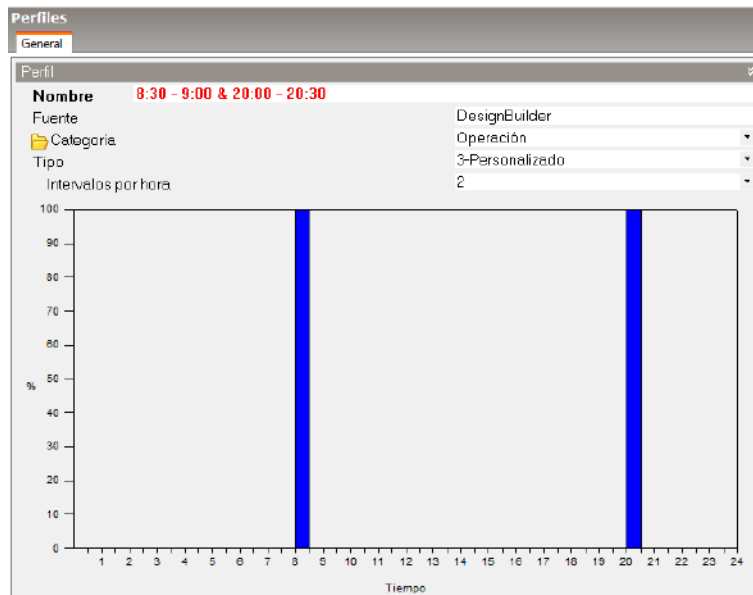 Perfiles
General
Perfil
Nombre 8:30 - 9:00 & 20:00 - 20:30
Fuente DesignBuilder
Categoria Operación
Tipo 3-Personalizado
Intervalos por hora 2
100
90
80
70
60
% 50
40
30
20
10
0
1 2 3 4 5 6 7 8 9 10 11 12 13 14 15 16 17 18 19 20 21 22 23 24
Tiempo